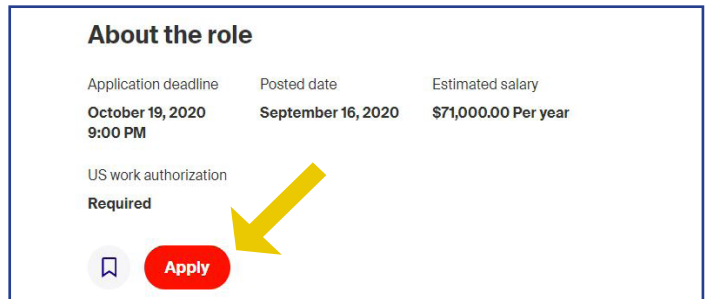 About the role
Application deadline
Posted date
Estimated salary
October 19, 2020
9:00 PM
September 16, 2020
$71,000.00 Per year
US work authorization
Required
Apply